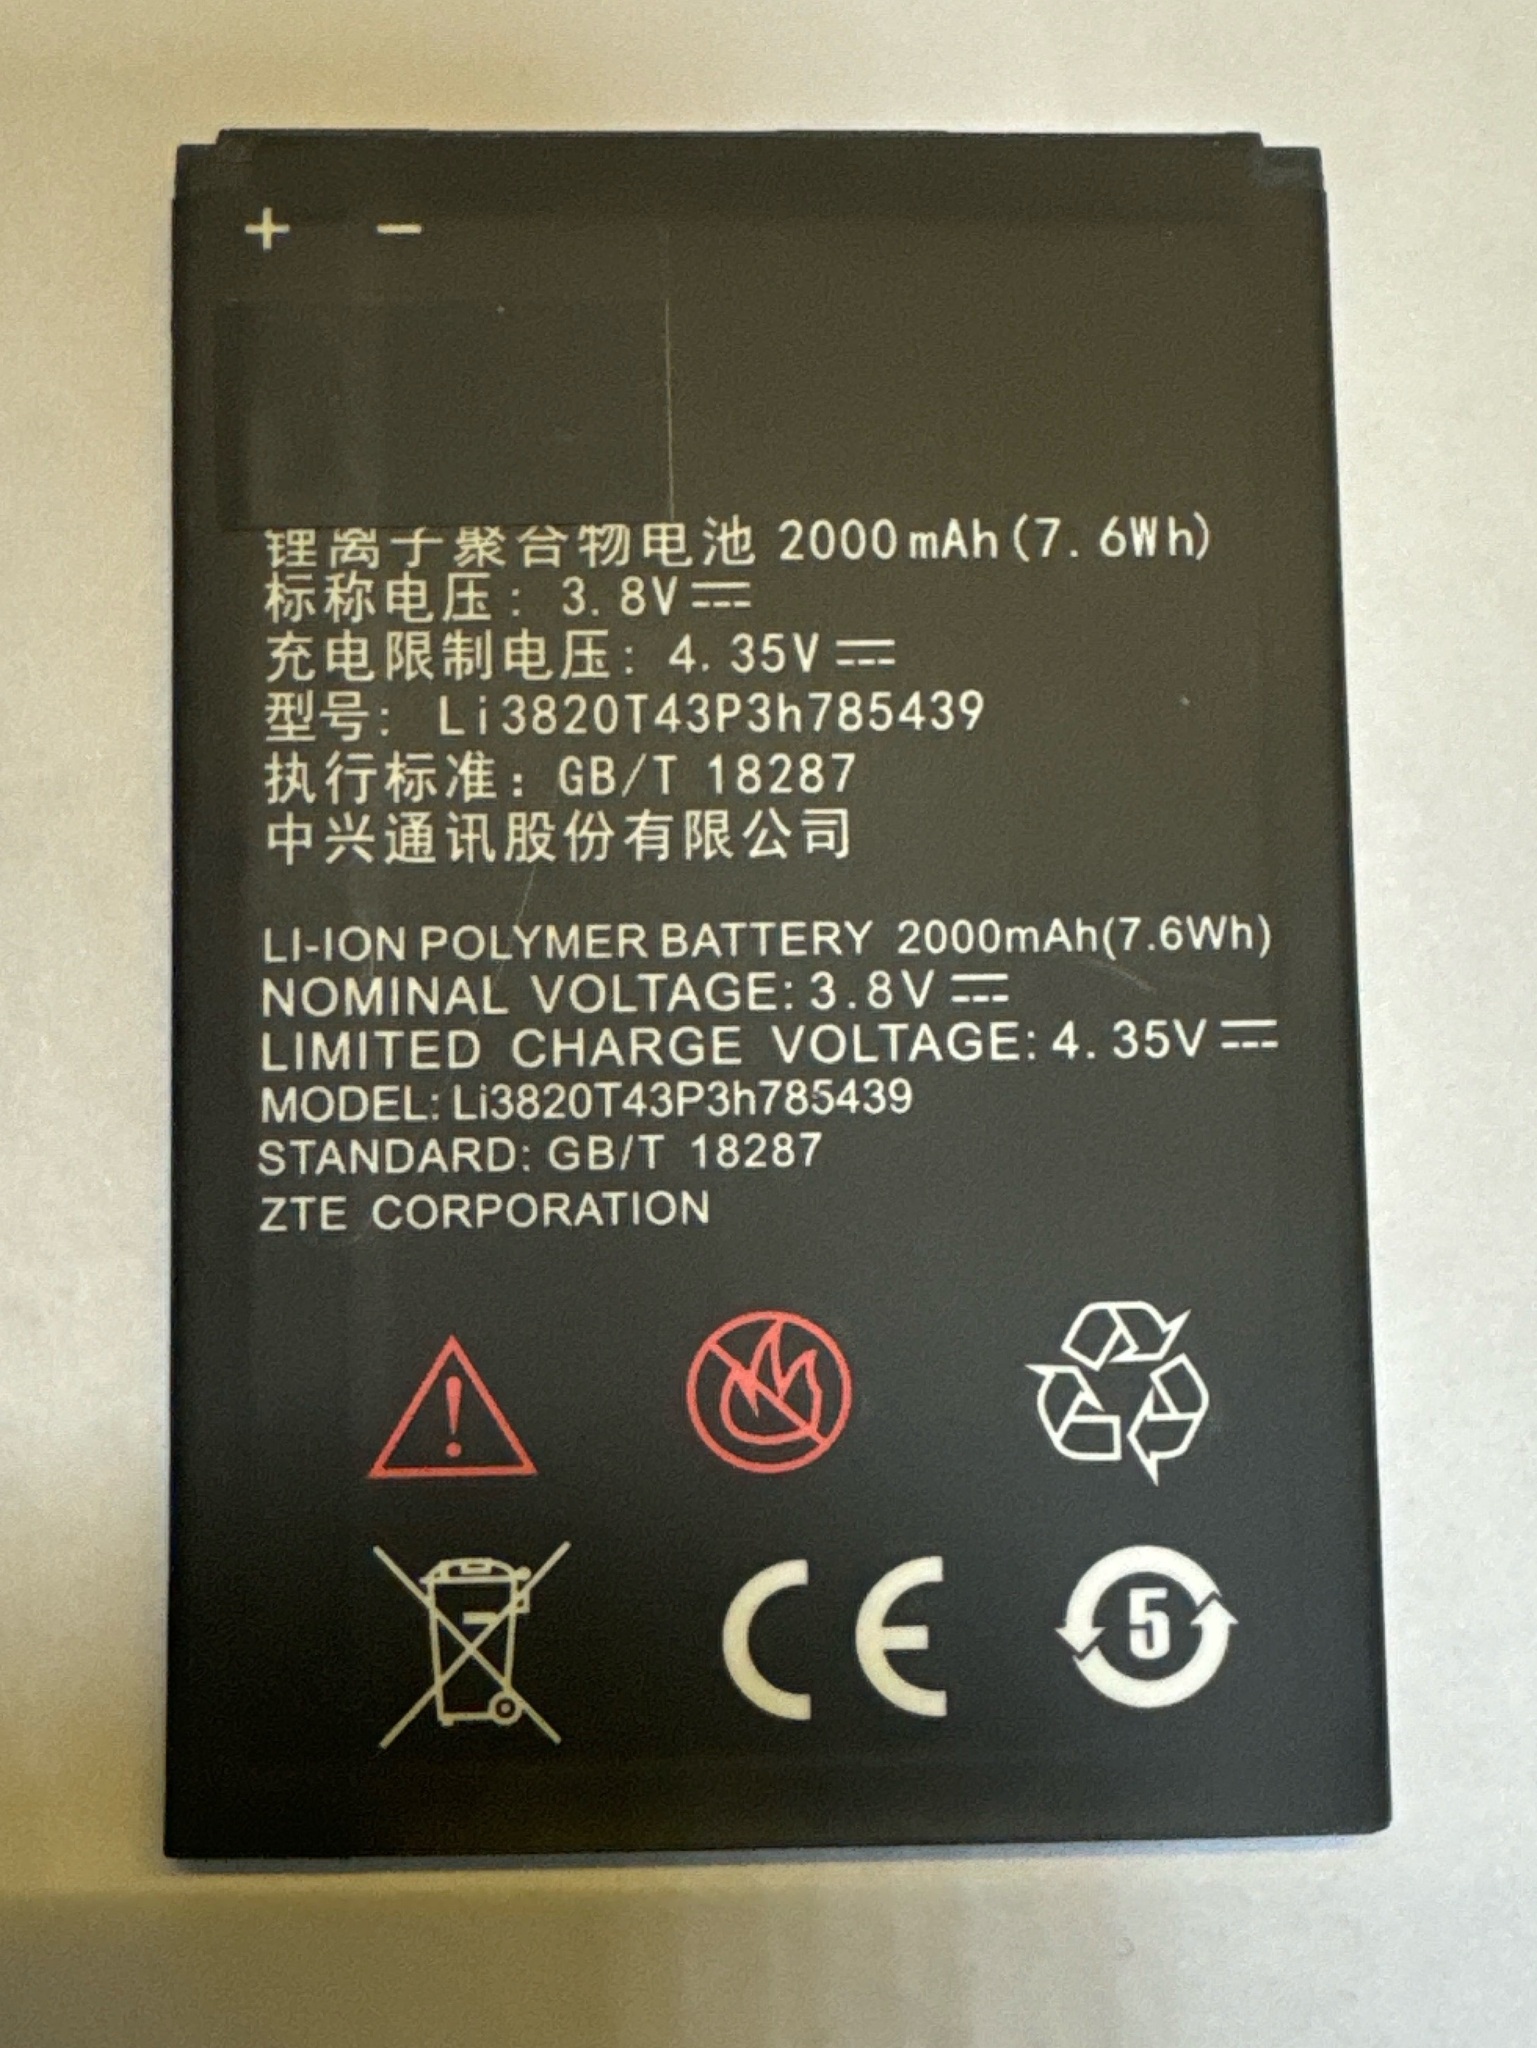 + −
锂离子聚合物电池 2000mAh(7.6Wh)
标称电压: 3.8V⎓
充电限制电压: 4.35V⎓
型号: Li3820T43P3h785439
执行标准: GB/T 18287
中兴通讯股份有限公司
LI-ION POLYMER BATTERY 2000mAh(7.6Wh)
NOMINAL VOLTAGE: 3.8V⎓
LIMITED CHARGE VOLTAGE: 4.35V⎓
MODEL: Li3820T43P3h785439
STANDARD: GB/T 18287
ZTE CORPORATION
!
CE 5